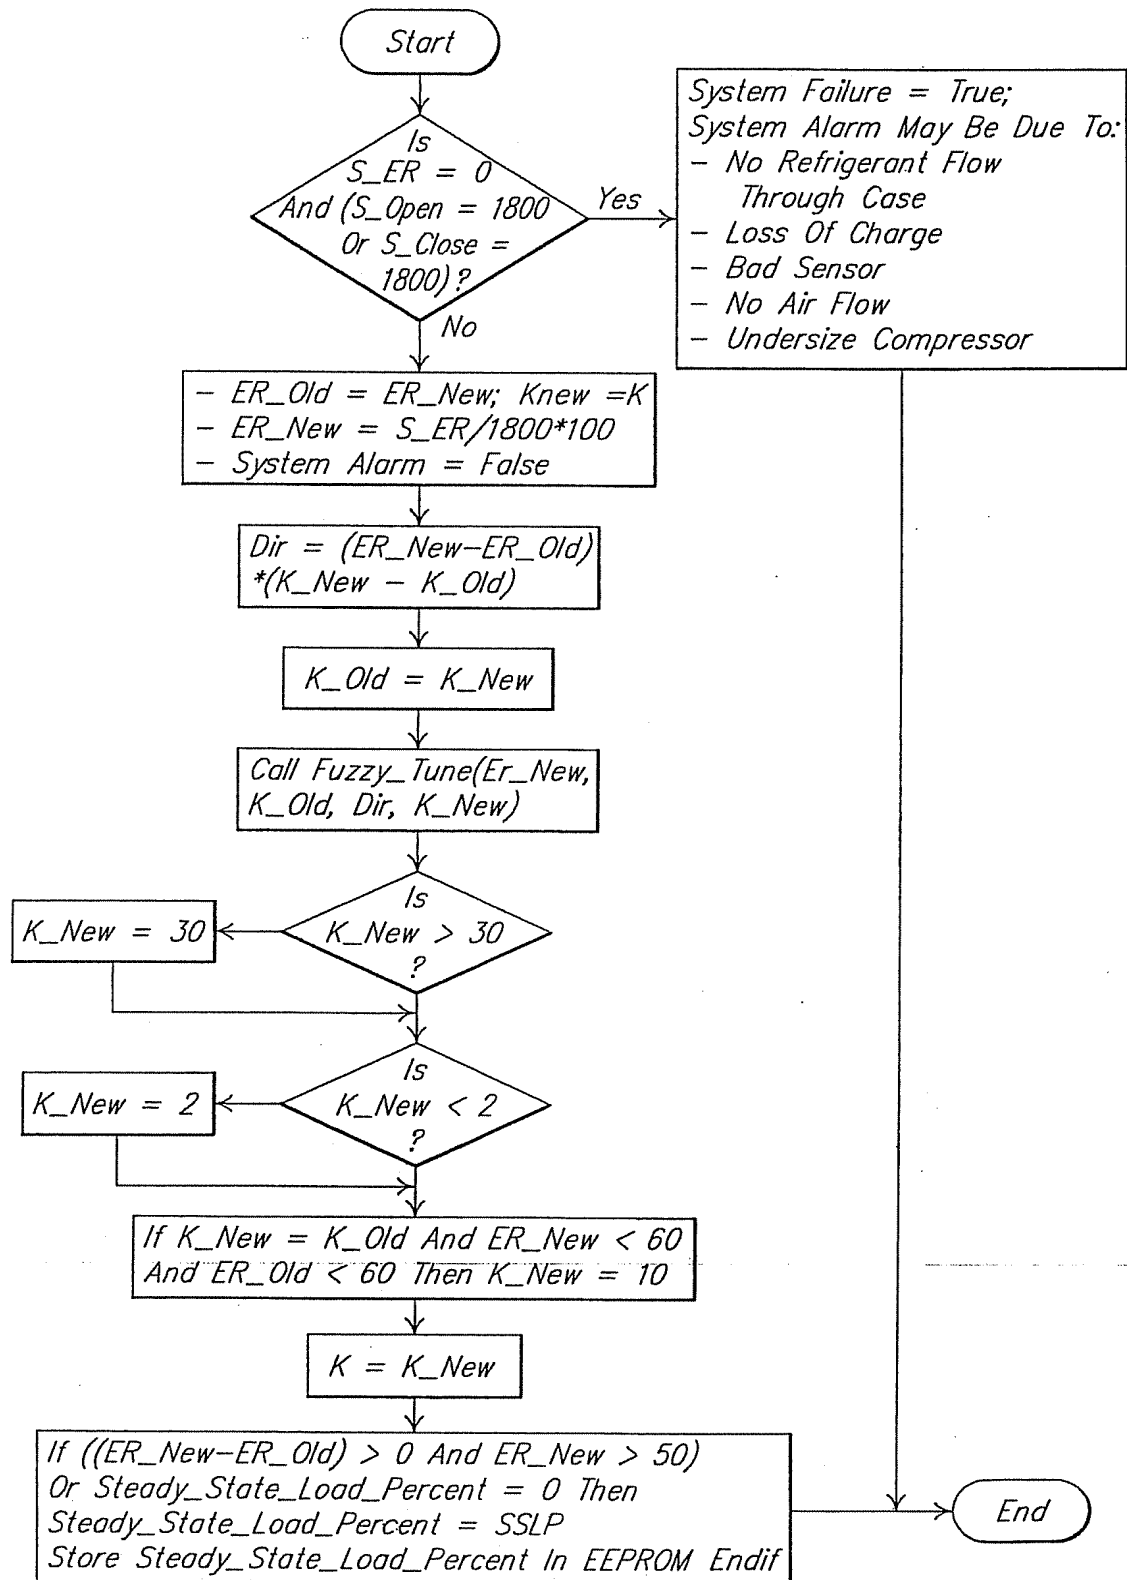 Start
Is
S_ER = 0
And (S_Open = 1800
Or S_Close =
1800)?
Yes
No
System Failure = True;
System Alarm May Be Due To:
- No Refrigerant Flow
Through Case
- Loss Of Charge
- Bad Sensor
- No Air Flow
- Undersize Compressor
- ER_Old = ER_New; Knew =K
- ER_New = S_ER/1800*100
- System Alarm = False
Dir = (ER_New-ER_Old)
*(K_New - K_Old)
K_Old = K_New
Call Fuzzy_Tune(Er_New,
K_Old, Dir, K_New)
Is
K_New > 30
?
K_New = 30
Is
K_New < 2
?
K_New = 2
If K_New = K_Old And ER_New < 60
And ER_Old < 60 Then K_New = 10
K = K_New
If ((ER_New-ER_Old) > 0 And ER_New > 50)
Or Steady_State_Load_Percent = 0 Then
Steady_State_Load_Percent = SSLP
Store Steady_State_Load_Percent In EEPROM Endif
End